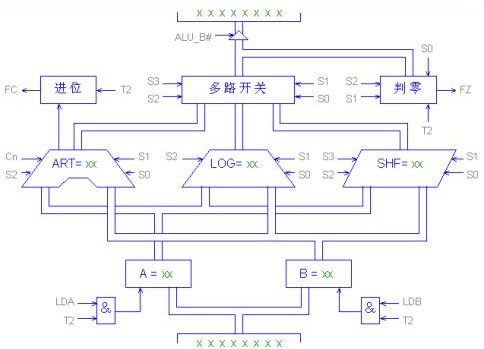 X X X X X X X X
ALU_B#
S0
FC
进位
T2
S3
S2
多路开关
S1
S0
S2
S1
判零
FZ
T2
Cn
S2
ART= xx
S1
S0
S2
LOG= xx
S1
S0
S3
S2
SHF= xx
S1
S0
A = xx
B = xx
LDA
T2
&
&
LDB
T2
X X X X X X X X